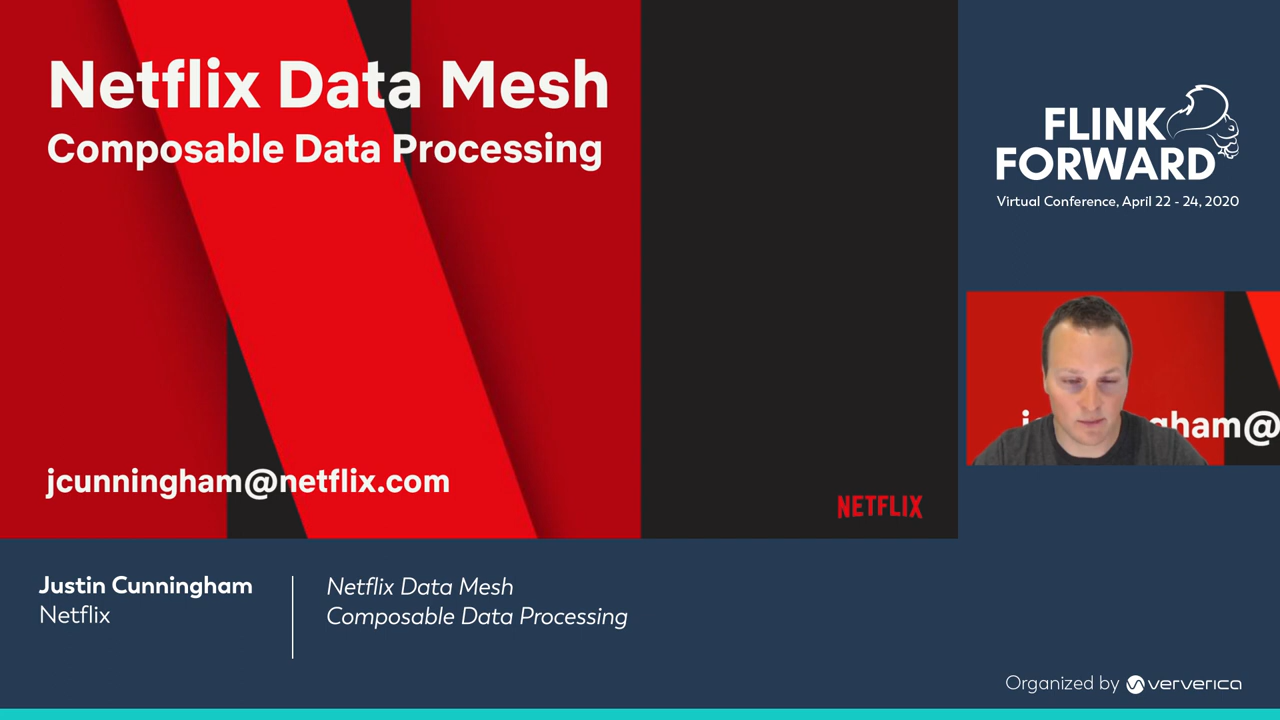 Netflix Data Mesh
Composable Data Processing
jcunningham@netflix.com
NETFLIX
FLINK
FORWARD
Virtual Conference, April 22 - 24, 2020
gham@
Justin Cunningham
Netflix
Netflix Data Mesh
Composable Data Processing
Organized by ververica